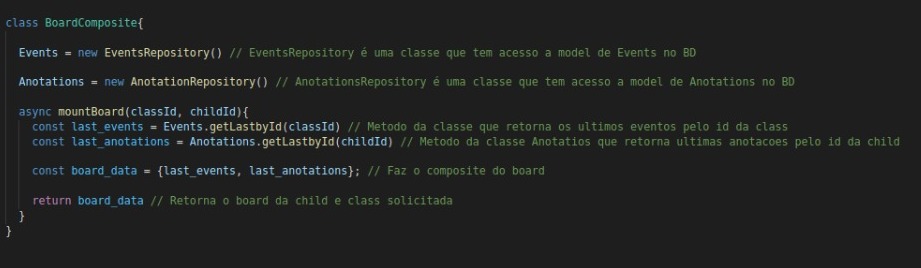 class BoardComposite{
Events = new EventsRepository() // EventsRepository é uma classe que tem acesso a model de Events no BD
Anotations = new AnotationRepository() // AnotationsRepository é uma classe que tem acesso a model de Anotations no BD
async mountBoard(classId, childId){
const last_events = Events.getLastbyId(classId) // Metodo da classe que retorna os ultimos eventos pelo id da class
const last_anotations = Anotations.getLastbyId(childId) // Metodo da classe Anotatios que retorna ultimas anotacoes pelo id da child
const board_data = {last_events, last_anotations}; // Faz o composite do board
return board_data // Retorna o board da child e class solicitada
}
}